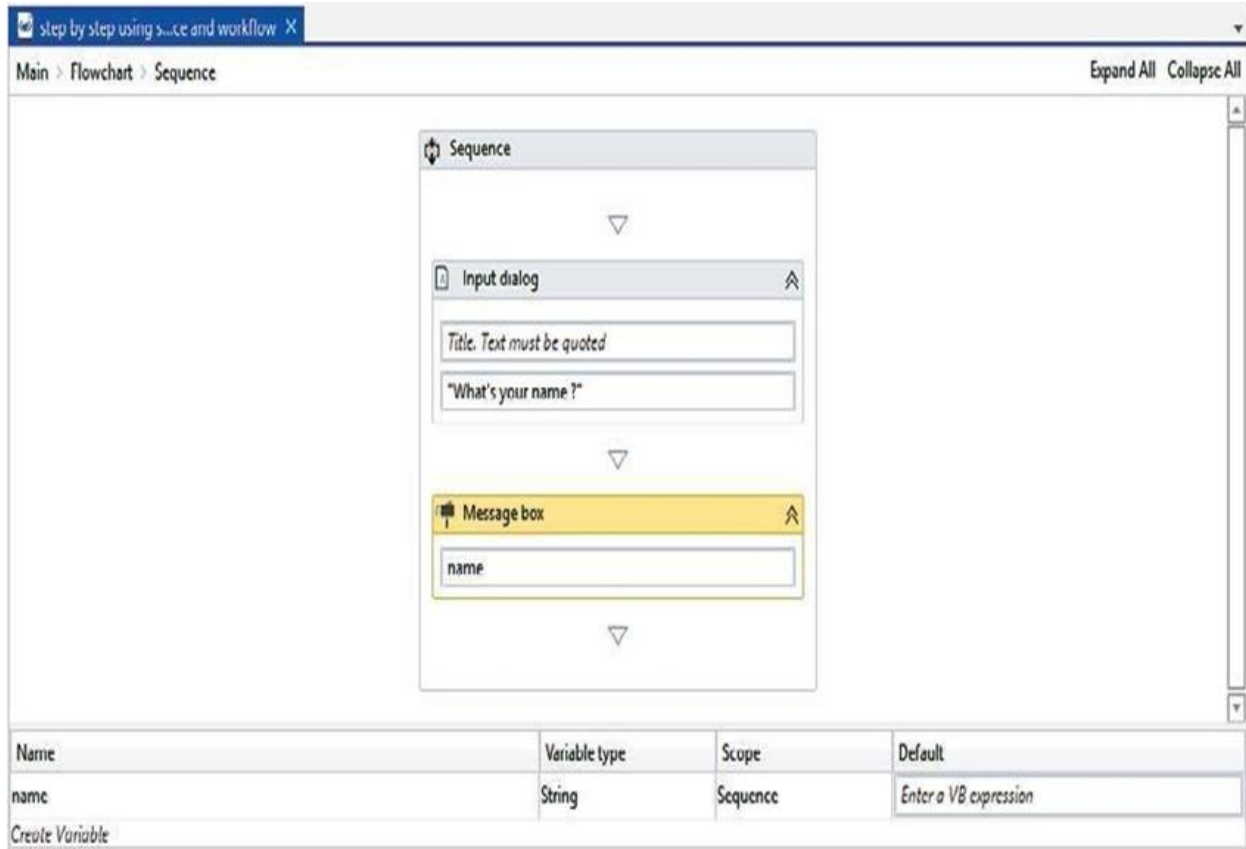 step by step using s...ce and workflow X
Main > Flowchart > Sequence Expand All Collapse All
Sequence
Input dialog
Title. Text must be quoted
"What's your name ?"
Message box
name
Name Variable type Scope Default
name String Sequence Enter a VB expression
Create Variable